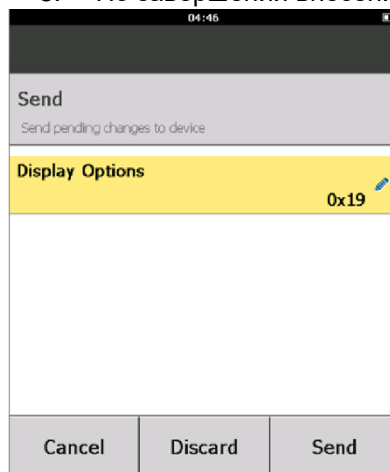 04:46
Send
Send pending changes to device
Display Options
0x19
Cancel
Discard
Send